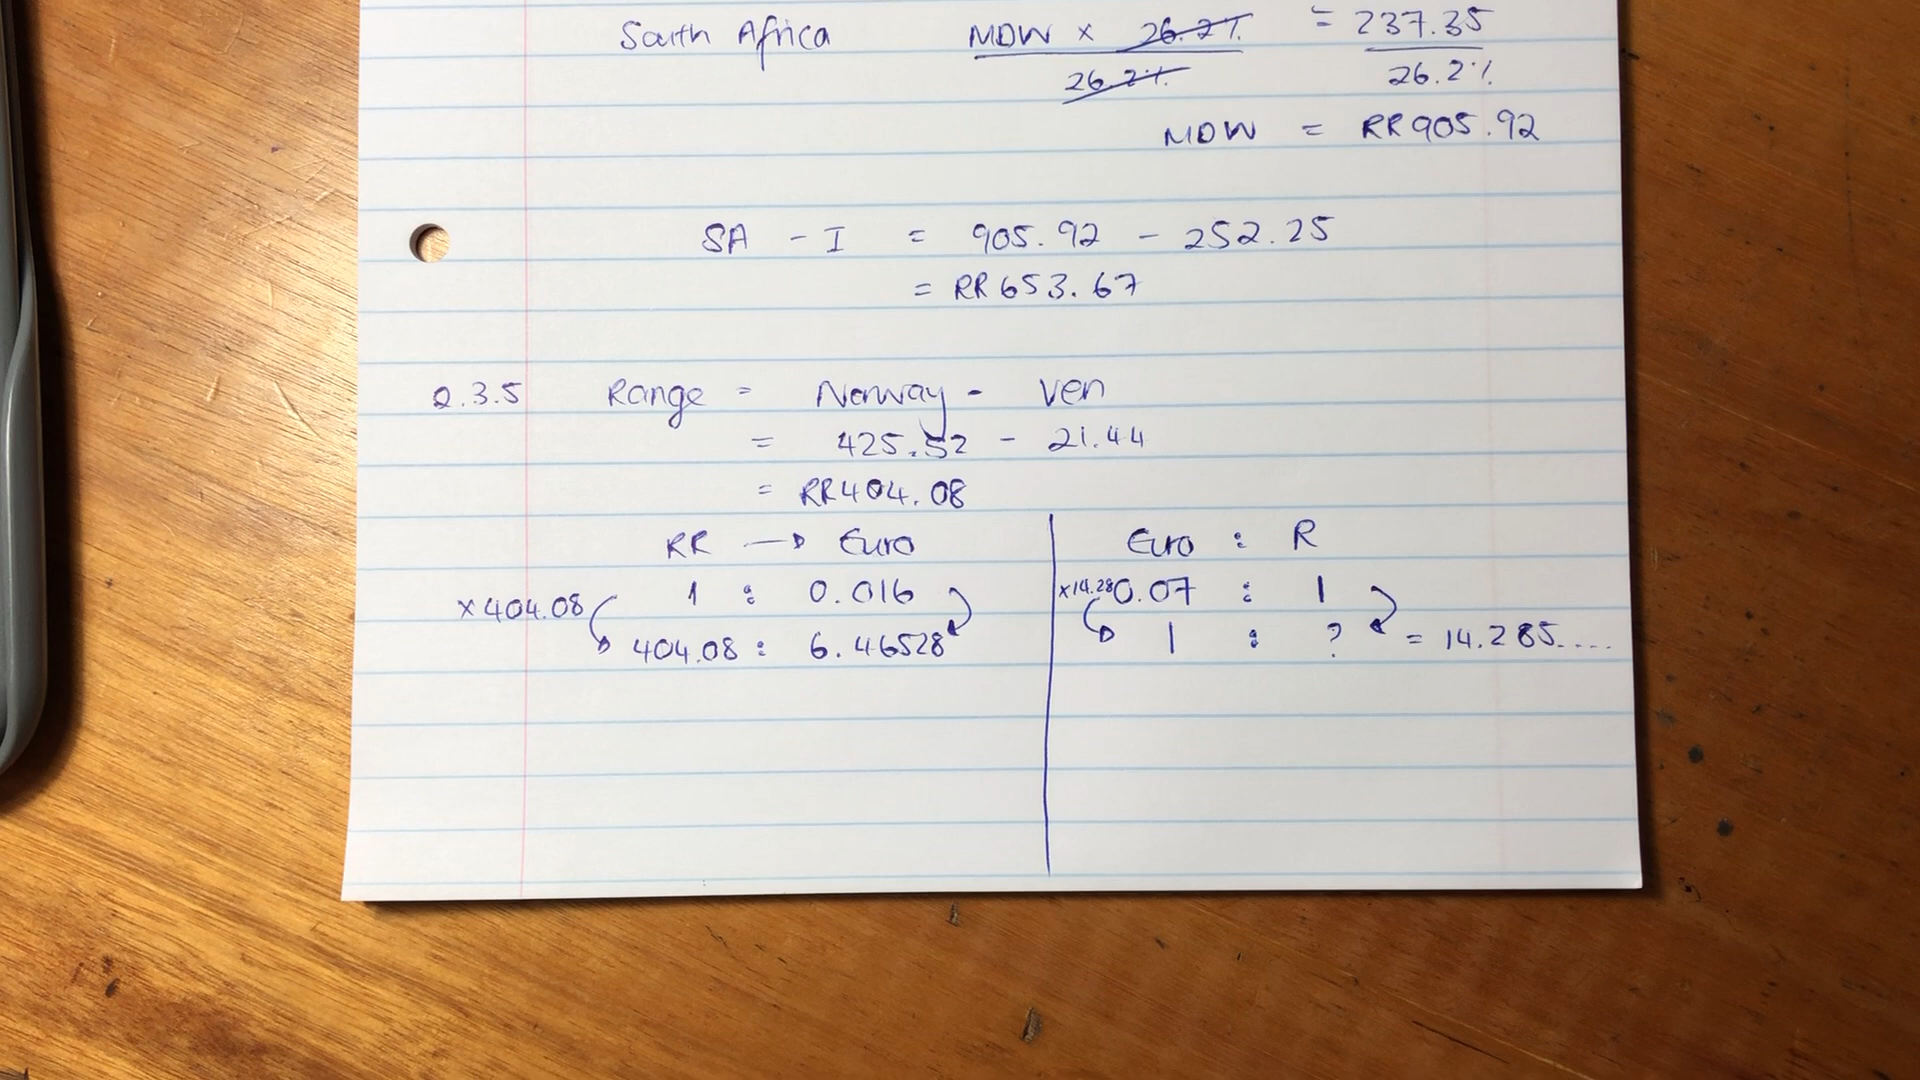 South Africa MDW x 26.2% = 237.35
26.2% 26.2%
MDW = RR905.92
SA - I = 905.92 - 252.25
= RR653.67
2.3.5 Range = Norway - Ven
= 425.52 - 21.44
= RR404.08
RR → Euro
1 : 0.016
x404.08
404.08 : 6.46528
Euro : R
x14.28 0.07 : 1
1 : ? = 14.285....